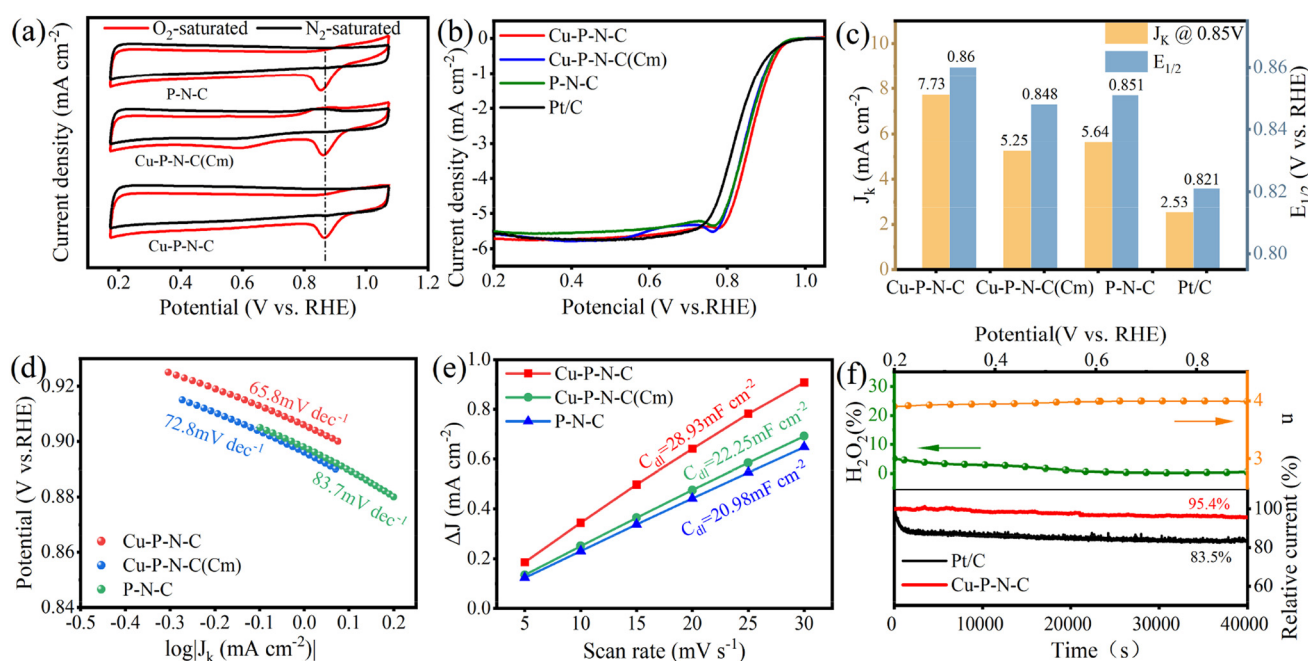 (a)
O₂-saturated
N₂-saturated
P-N-C
Cu-P-N-C(Cm)
Cu-P-N-C
Current density (mA cm⁻²)
0.2 0.4 0.6 0.8 1.0 1.2
Potential (V vs. RHE)
(b)
Cu-P-N-C
Cu-P-N-C(Cm)
P-N-C
Pt/C
Current density (mA cm⁻²)
0
-1
-2
-3
-4
-5
-6
0.2 0.4 0.6 0.8 1.0
Potencial (V vs.RHE)
(c)
J_K @ 0.85V
E₁/₂
J_k (mA cm⁻²)
10
8
6
4
2
0
7.73 0.86
5.25 0.848
5.64 0.851
2.53 0.821
Cu-P-N-C Cu-P-N-C(Cm) P-N-C Pt/C
0.86
0.84
0.82
0.80
E₁/₂ (V vs. RHE)
(d)
Potential (V vs.RHE)
0.92
0.90
0.88
0.86
0.84
65.8mV dec⁻¹
72.8mV dec⁻¹
83.7mV dec⁻¹
Cu-P-N-C
Cu-P-N-C(Cm)
P-N-C
-0.5 -0.4 -0.3 -0.2 -0.1 0.0 0.1 0.2
log|J_k (mA cm⁻²)|
(e)
ΔJ (mA cm⁻²)
1.0
0.8
0.6
0.4
0.2
0.0
Cu-P-N-C
Cu-P-N-C(Cm)
P-N-C
C_dl=28.93mF cm⁻²
C_dl=22.25mF cm⁻²
C_dl=20.98mF cm⁻²
5 10 15 20 25 30
Scan rate (mV s⁻¹)
(f)
Potential(V vs. RHE)
0.2 0.4 0.6 0.8
H₂O₂(%)
30
20
10
0
4
3
n
95.4%
83.5%
Pt/C
Cu-P-N-C
100
80
60
Relative current (%)
0 10000 20000 30000 40000
Time（s）